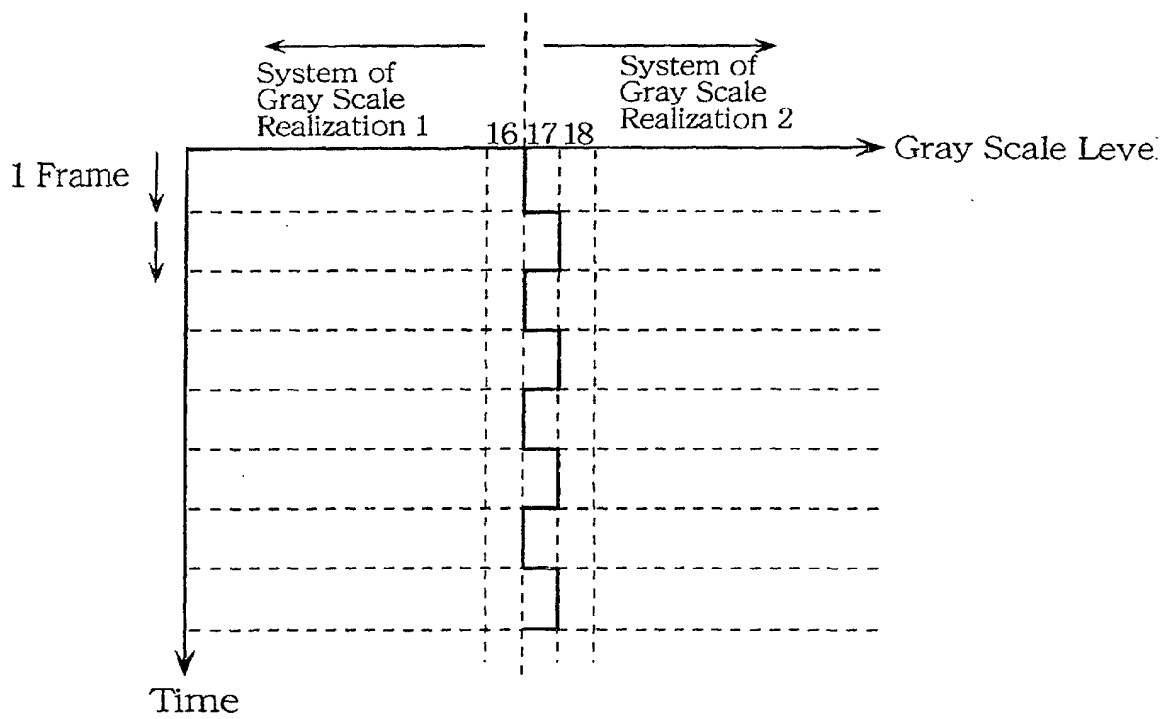 System of
Gray Scale
Realization 1
System of
Gray Scale
Realization 2
16 17 18
Gray Scale Level
1 Frame
Time